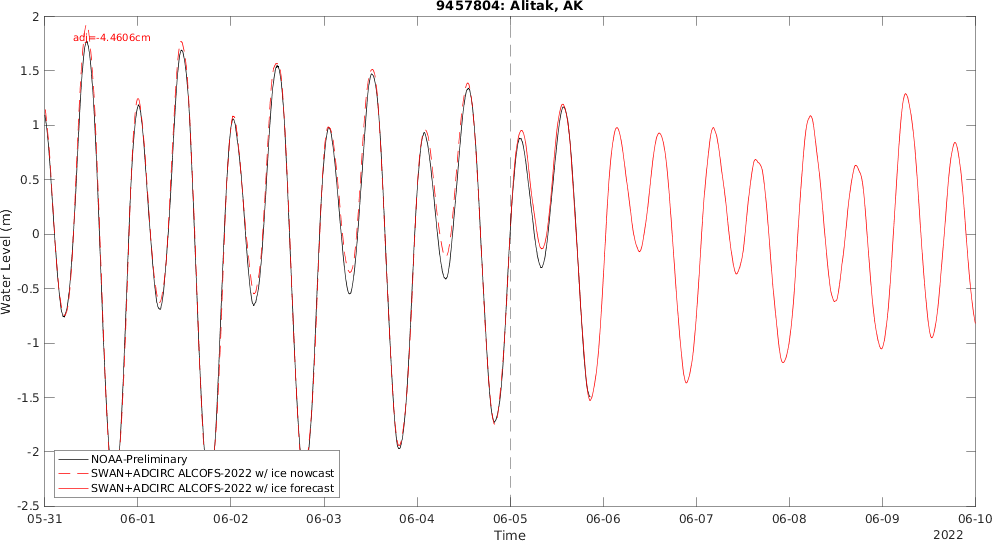 9457804: Alitak, AK
adj=-4.4606cm
2
1.5
1
0.5
0
-0.5
-1
-1.5
-2
-2.5
Water Level (m)
NOAA-Preliminary
SWAN+ADCIRC ALCOFS-2022 w/ ice nowcast
SWAN+ADCIRC ALCOFS-2022 w/ ice forecast
05-31 06-01 06-02 06-03 06-04 06-05 06-06 06-07 06-08 06-09 06-10
Time
2022